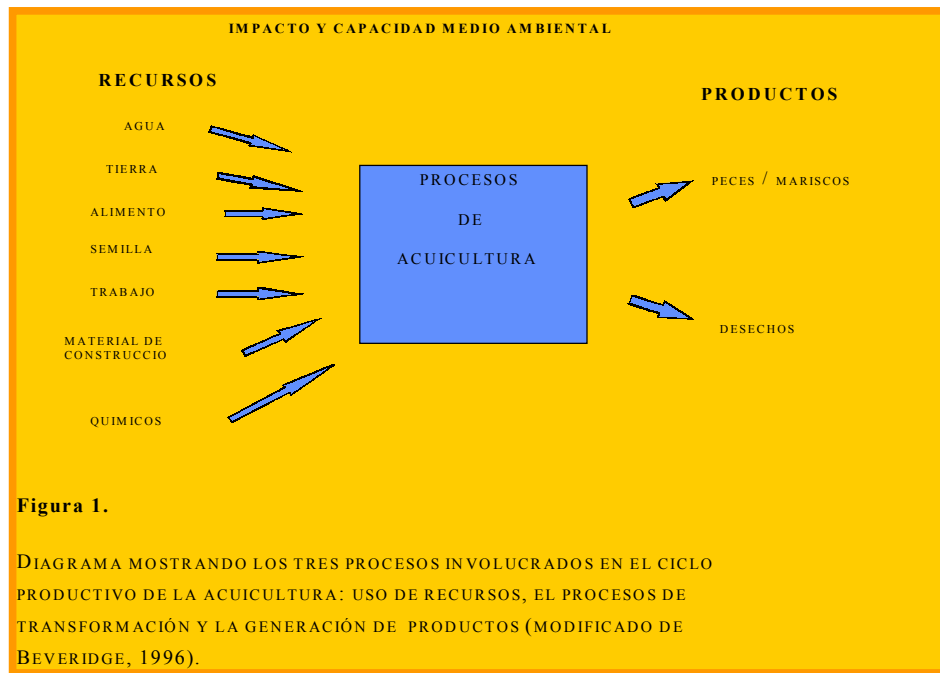 IMPACTO Y CAPACIDAD MEDIO AMBIENTAL
RECURSOS
AGUA
TIERRA
ALIMENTO
SEMILLA
TRABAJO
MATERIAL DE
CONSTRUCCIO
QUIMICOS
PROCESOS
DE
ACUICULTURA
PRODUCTOS
PECES / MARISCOS
DESECHOS
Figura 1.
DIAGRAMA MOSTRANDO LOS TRES PROCESOS INVOLUCRADOS EN EL CICLO
PRODUCTIVO DE LA ACUICULTURA: USO DE RECURSOS, EL PROCESOS DE
TRANSFORMACIÓN Y LA GENERACIÓN DE PRODUCTOS (MODIFICADO DE
BEVERIDGE, 1996).